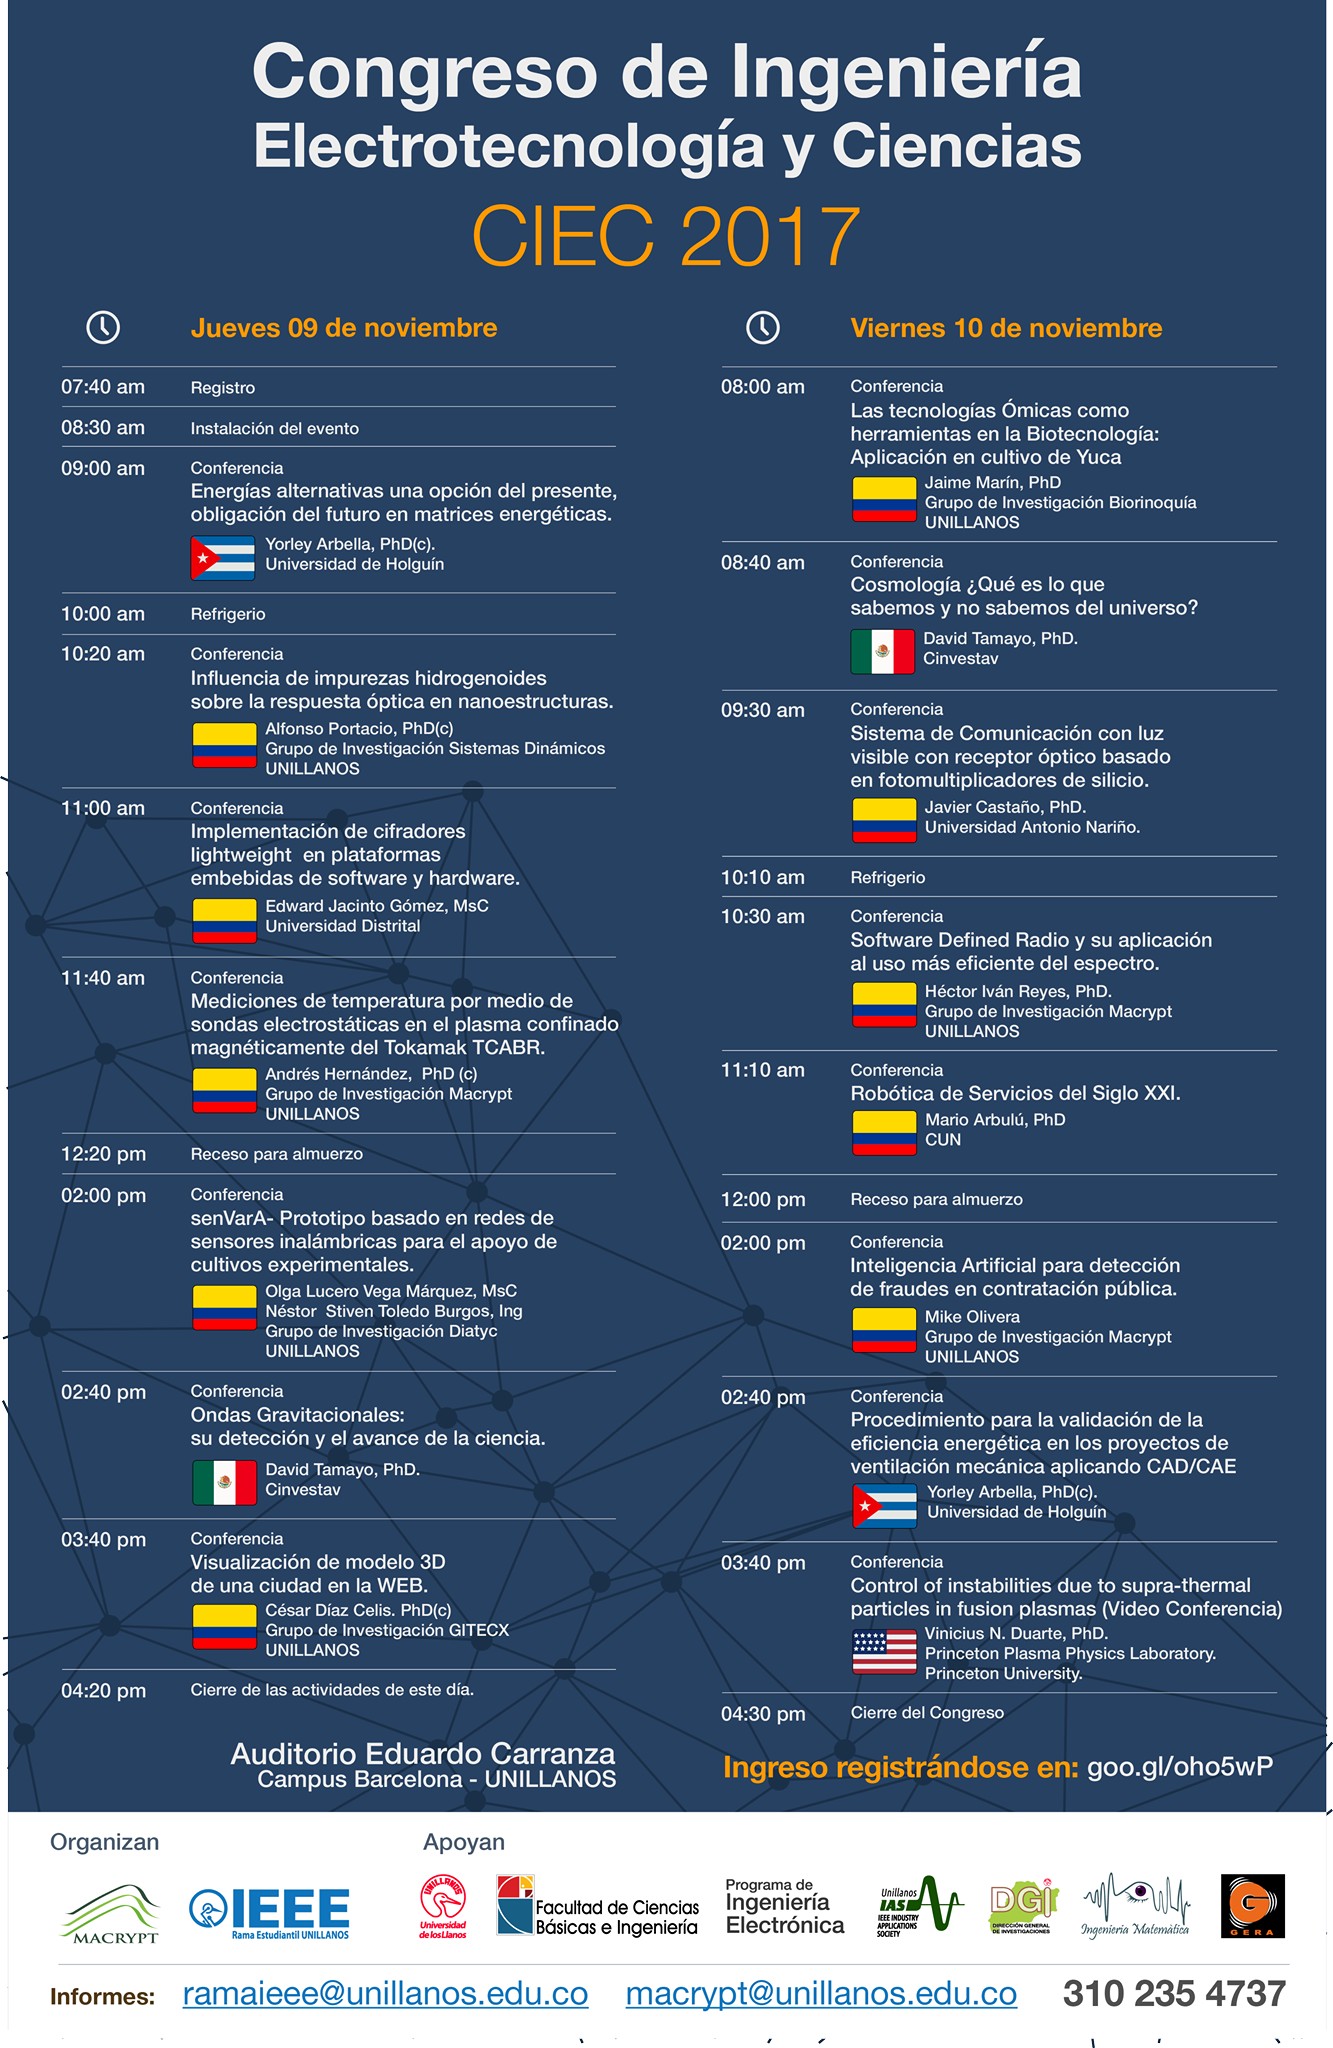 Congreso de Ingeniería
Electrotecnología y Ciencias
CIEC 2017
Jueves 09 de noviembre
07:40 am Registro
08:30 am Instalación del evento
09:00 am Conferencia
Energías alternativas una opción del presente,
obligación del futuro en matrices energéticas.
Yorley Arbella, PhD(c).
Universidad de Holguín
10:00 am Refrigerio
10:20 am Conferencia
Influencia de impurezas hidrogenoides
sobre la respuesta óptica en nanoestructuras.
Alfonso Portacio, PhD(c)
Grupo de Investigación Sistemas Dinámicos
UNILLANOS
11:00 am Conferencia
Implementación de cifradores
lightweight en plataformas
embebidas de software y hardware.
Edward Jacinto Gómez, MsC
Universidad Distrital
11:40 am Conferencia
Mediciones de temperatura por medio de
sondas electrostáticas en el plasma confinado
magnéticamente del Tokamak TCABR.
Andrés Hernández, PhD (c)
Grupo de Investigación Macrypt
UNILLANOS
12:20 pm Receso para almuerzo
02:00 pm Conferencia
senVarA- Prototipo basado en redes de
sensores inalámbricas para el apoyo de
cultivos experimentales.
Olga Lucero Vega Márquez, MsC
Néstor Stiven Toledo Burgos, Ing
Grupo de Investigación Diatyc
UNILLANOS
02:40 pm Conferencia
Ondas Gravitacionales:
su detección y el avance de la ciencia.
David Tamayo, PhD.
Cinvestav
03:40 pm Conferencia
Visualización de modelo 3D
de una ciudad en la WEB.
César Díaz Celis. PhD(c)
Grupo de Investigación GITECX
UNILLANOS
04:20 pm Cierre de las actividades de este día.
Auditorio Eduardo Carranza
Campus Barcelona - UNILLANOS
Viernes 10 de noviembre
08:00 am Conferencia
Las tecnologías Ómicas como
herramientas en la Biotecnología:
Aplicación en cultivo de Yuca
Jaime Marín, PhD
Grupo de Investigación Biorinoquía
UNILLANOS
08:40 am Conferencia
Cosmología ¿Qué es lo que
sabemos y no sabemos del universo?
David Tamayo, PhD.
Cinvestav
09:30 am Conferencia
Sistema de Comunicación con luz
visible con receptor óptico basado
en fotomultiplicadores de silicio.
Javier Castaño, PhD.
Universidad Antonio Nariño.
10:10 am Refrigerio
10:30 am Conferencia
Software Defined Radio y su aplicación
al uso más eficiente del espectro.
Héctor Iván Reyes, PhD.
Grupo de Investigación Macrypt
UNILLANOS
11:10 am Conferencia
Robótica de Servicios del Siglo XXI.
Mario Arbulú, PhD
CUN
12:00 pm Receso para almuerzo
02:00 pm Conferencia
Inteligencia Artificial para detección
de fraudes en contratación pública.
Mike Olivera
Grupo de Investigación Macrypt
UNILLANOS
02:40 pm Conferencia
Procedimiento para la validación de la
eficiencia energética en los proyectos de
ventilación mecánica aplicando CAD/CAE
Yorley Arbella, PhD(c).
Universidad de Holguín
03:40 pm Conferencia
Control of instabilities due to supra-thermal
particles in fusion plasmas (Video Conferencia)
Vinicius N. Duarte, PhD.
Princeton Plasma Physics Laboratory.
Princeton University.
04:30 pm Cierre del Congreso
Ingreso registrándose en: goo.gl/oho5wP
Organizan
MACRYPT
IEEE
Rama Estudiantil UNILLANOS
Apoyan
UNILLANOS
Universidad
de los Llanos
Facultad de Ciencias
Básicas e Ingeniería
Programa de
Ingeniería
Electrónica
Unillanos
IAS
IEEE INDUSTRY
APPLICATIONS
SOCIETY
DGI
DIRECCIÓN GENERAL
DE INVESTIGACIONES
Ingeniería Matemática
G
GERA
Informes: ramaieee@unillanos.edu.co macrypt@unillanos.edu.co 310 235 4737